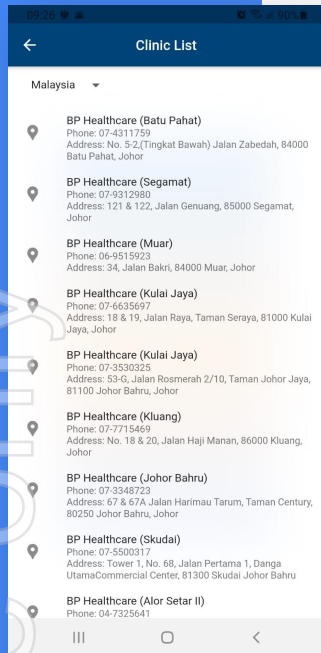 09:26
90%
Clinic List
Malaysia
BP Healthcare (Batu Pahat)
Phone: 07-4311759
Address: No. 5-2,(Tingkat Bawah) Jalan Zabedah, 84000
Batu Pahat, Johor
BP Healthcare (Segamat)
Phone: 07-9312980
Address: 121 & 122, Jalan Genuang, 85000 Segamat,
Johor
BP Healthcare (Muar)
Phone: 06-9515923
Address: 34, Jalan Bakri, 84000 Muar, Johor
BP Healthcare (Kulai Jaya)
Phone: 07-6635697
Address: 18 & 19, Jalan Raya, Taman Seraya, 81000 Kulai
Jaya, Johor
BP Healthcare (Kulai Jaya)
Phone: 07-3530325
Address: 53-G, Jalan Rosmerah 2/10, Taman Johor Jaya,
81100 Johor Bahru, Johor
BP Healthcare (Kluang)
Phone: 07-7715469
Address: No. 18 & 20, Jalan Haji Manan, 86000 Kluang,
Johor
BP Healthcare (Johor Bahru)
Phone: 07-3348723
Address: 67 & 67A Jalan Harimau Tarum, Taman Century,
80250 Johor Bahru, Johor
BP Healthcare (Skudai)
Phone: 07-5500317
Address: Tower 1, No. 68, Jalan Pertama 1, Danga
UtamaCommercial Center, 81300 Skudai Johor Bahru
BP Healthcare (Alor Setar II)
Phone: 04-7325641